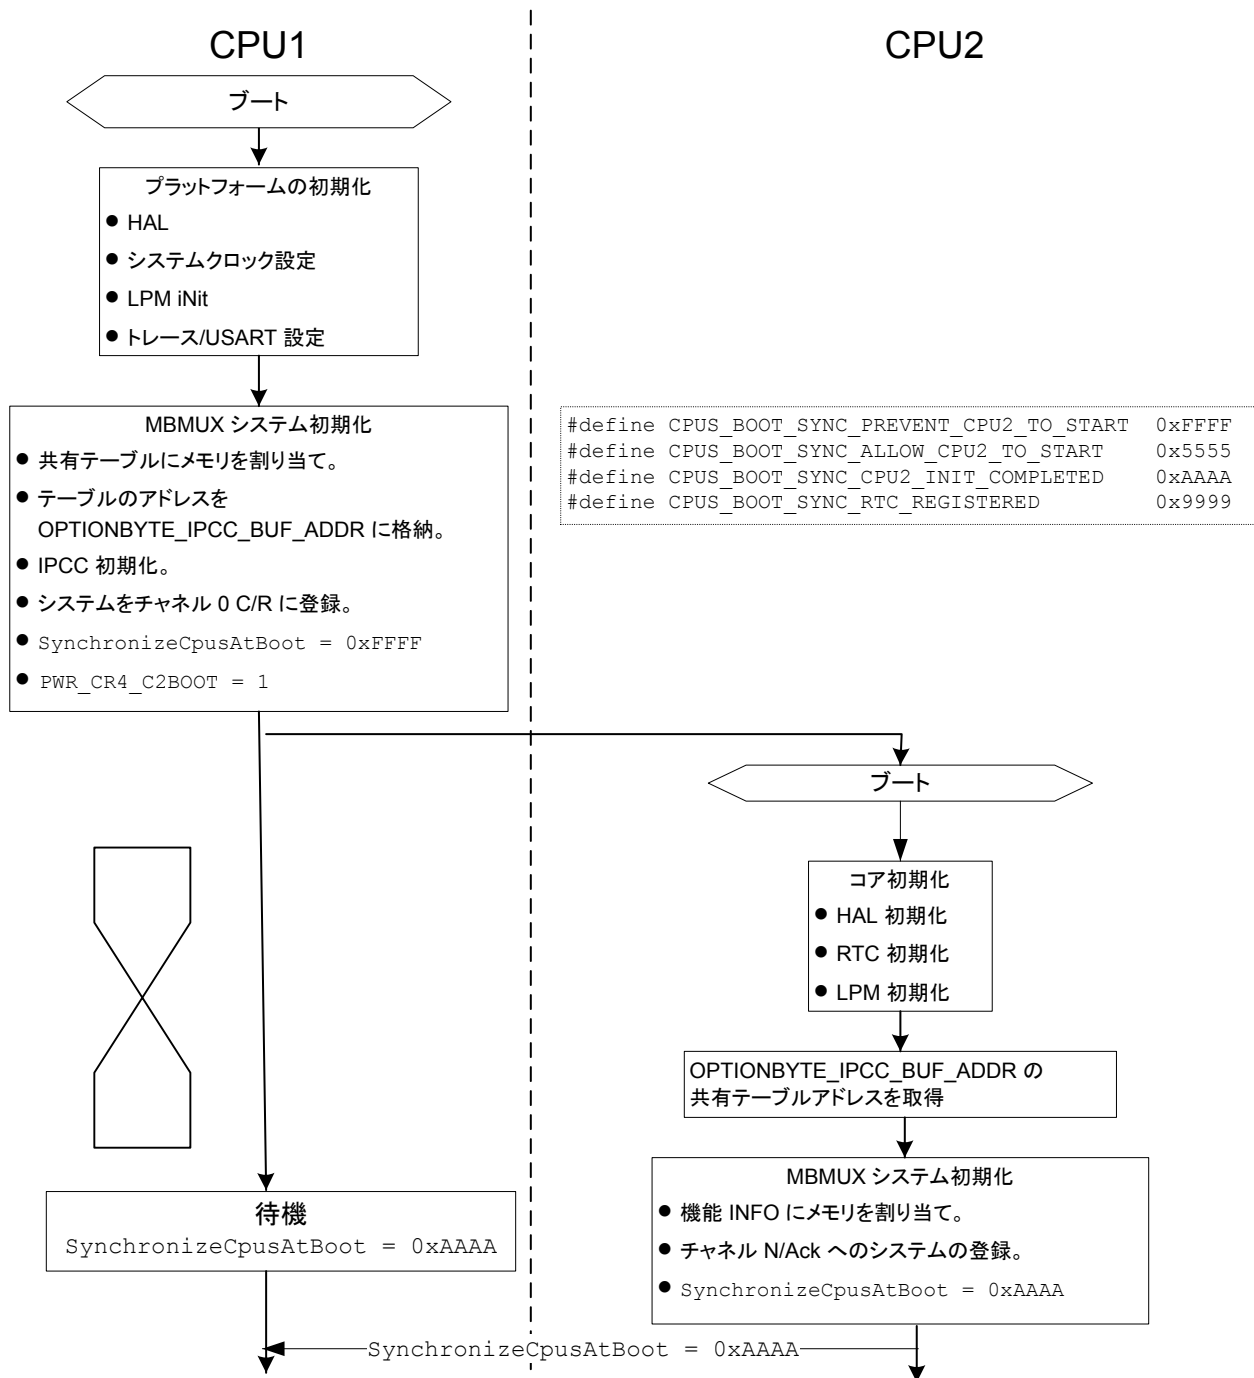 CPU1
CPU2
ブート
プラットフォームの初期化
● HAL
● システムクロック設定
● LPM iNit
● トレース/USART 設定
MBMUX システム初期化
● 共有テーブルにメモリを割り当て。
● テーブルのアドレスを
OPTIONBYTE_IPCC_BUF_ADDR に格納。
● IPCC 初期化。
● システムをチャネル 0 C/R に登録。
● SynchronizeCpusAtBoot = 0xFFFF
● PWR_CR4_C2BOOT = 1
#define CPUS_BOOT_SYNC_PREVENT_CPU2_TO_START 0xFFFF
#define CPUS_BOOT_SYNC_ALLOW_CPU2_TO_START 0x5555
#define CPUS_BOOT_SYNC_CPU2_INIT_COMPLETED 0xAAAA
#define CPUS_BOOT_SYNC_RTC_REGISTERED 0x9999
ブート
コア初期化
● HAL 初期化
● RTC 初期化
● LPM 初期化
OPTIONBYTE_IPCC_BUF_ADDR の
共有テーブルアドレスを取得
MBMUX システム初期化
● 機能 INFO にメモリを割り当て。
● チャネル N/Ack へのシステムの登録。
● SynchronizeCpusAtBoot = 0xAAAA
待機
SynchronizeCpusAtBoot = 0xAAAA
SynchronizeCpusAtBoot = 0xAAAA